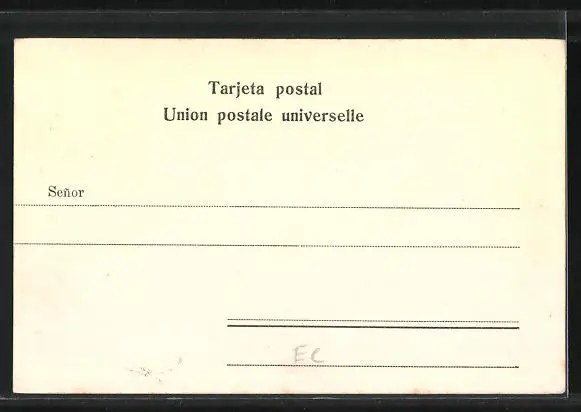 Tarjeta postal
Union postale universelle
Señor
EC